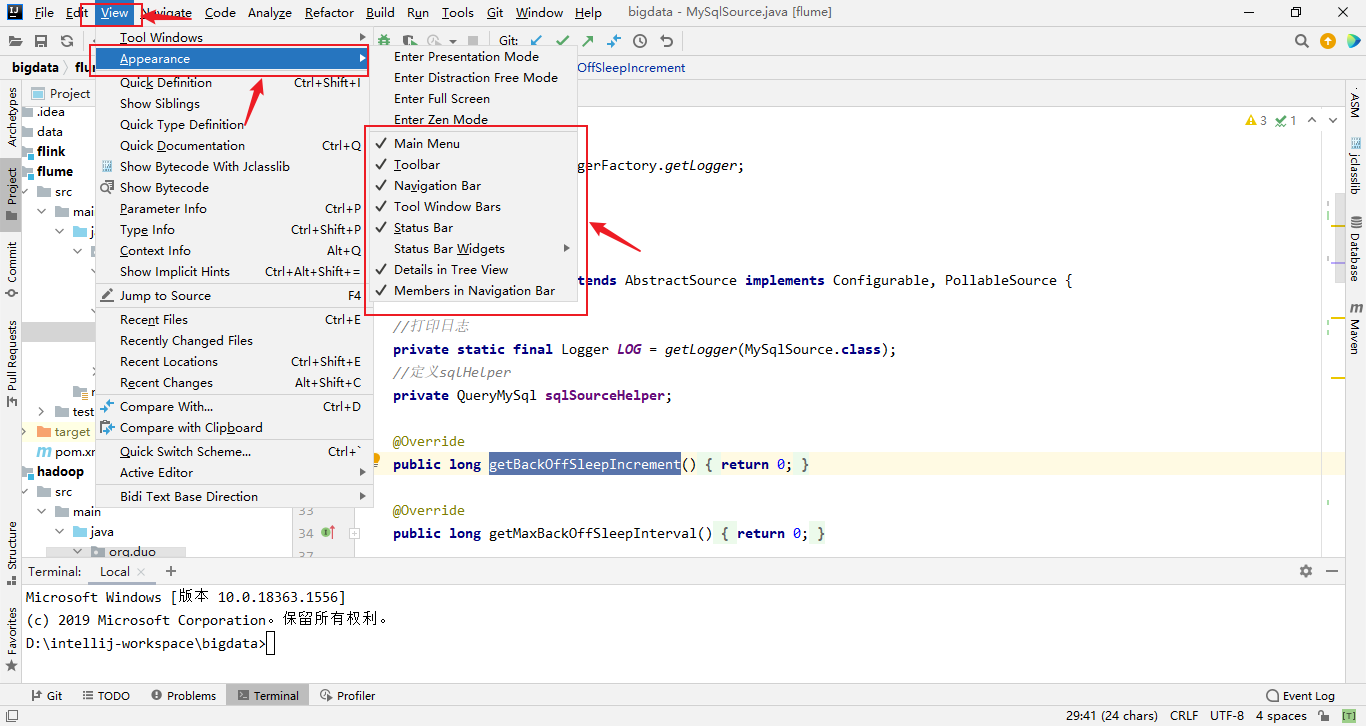 File Edit View Navigate Code Analyze Refactor Build Run Tools Git Window Help bigdata - MySqlSource.java [flume]
Git:
bigdata
OffSleepIncrement
Project
.idea
data
flink
flume
src
test
target
hadoop
src
main
java
org.duo
Archetypes
Project
Commit
Pull Requests
Structure
Favorites
Tool Windows
Appearance
Quick Definition Ctrl+Shift+I
Show Siblings
Quick Type Definition
Quick Documentation Ctrl+Q
Show Bytecode With Jclasslib
Show Bytecode
Parameter Info Ctrl+P
Type Info Ctrl+Shift+P
Context Info Alt+Q
Show Implicit Hints Ctrl+Alt+Shift+=
Jump to Source F4
Recent Files Ctrl+E
Recently Changed Files
Recent Locations Ctrl+Shift+E
Recent Changes Alt+Shift+C
Compare With... Ctrl+D
Compare with Clipboard
Quick Switch Scheme... Ctrl+`
Active Editor
Bidi Text Base Direction
Enter Presentation Mode
Enter Distraction Free Mode
Enter Full Screen
Enter Zen Mode
Main Menu
Toolbar
Navigation Bar
Tool Window Bars
Status Bar
Status Bar Widgets
Details in Tree View
Members in Navigation Bar
3 1
gerFactory.getLogger;
tends AbstractSource implements Configurable, PollableSource {
//打印日志
private static final Logger LOG = getLogger(MySqlSource.class);
//定义sqlHelper
private QueryMySql sqlSourceHelper;
@Override
public long getBackOffSleepIncrement() { return 0; }
33 @Override
34 public long getMaxBackOffSleepInterval() { return 0; }
37
ASM
jclasslib
Database
Maven
Terminal: Local
Microsoft Windows [版本 10.0.18363.1556]
(c) 2019 Microsoft Corporation。保留所有权利。
D:\intellij-workspace\bigdata>
Git TODO Problems Terminal Profiler Event Log
29:41 (24 chars) CRLF UTF-8 4 spaces [T]